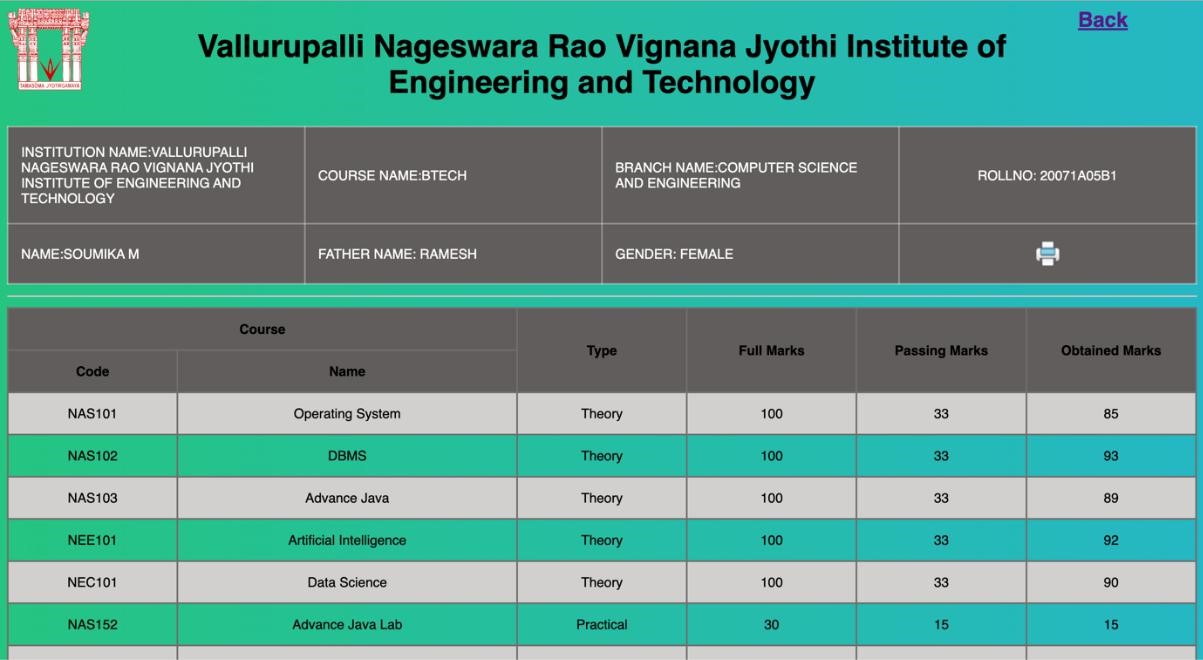 TAMASOMA JYOTIRGAMAYA
Back
Vallurupalli Nageswara Rao Vignana Jyothi Institute of
Engineering and Technology
INSTITUTION NAME:VALLURUPALLI
NAGESWARA RAO VIGNANA JYOTHI
INSTITUTE OF ENGINEERING AND
TECHNOLOGY
COURSE NAME:BTECH
BRANCH NAME:COMPUTER SCIENCE
AND ENGINEERING
ROLLNO: 20071A05B1
NAME:SOUMIKA M
FATHER NAME: RAMESH
GENDER: FEMALE
Course
Type
Full Marks
Passing Marks
Obtained Marks
Code Name
NAS101 Operating System Theory 100 33 85
NAS102 DBMS Theory 100 33 93
NAS103 Advance Java Theory 100 33 89
NEE101 Artificial Intelligence Theory 100 33 92
NEC101 Data Science Theory 100 33 90
NAS152 Advance Java Lab Practical 30 15 15